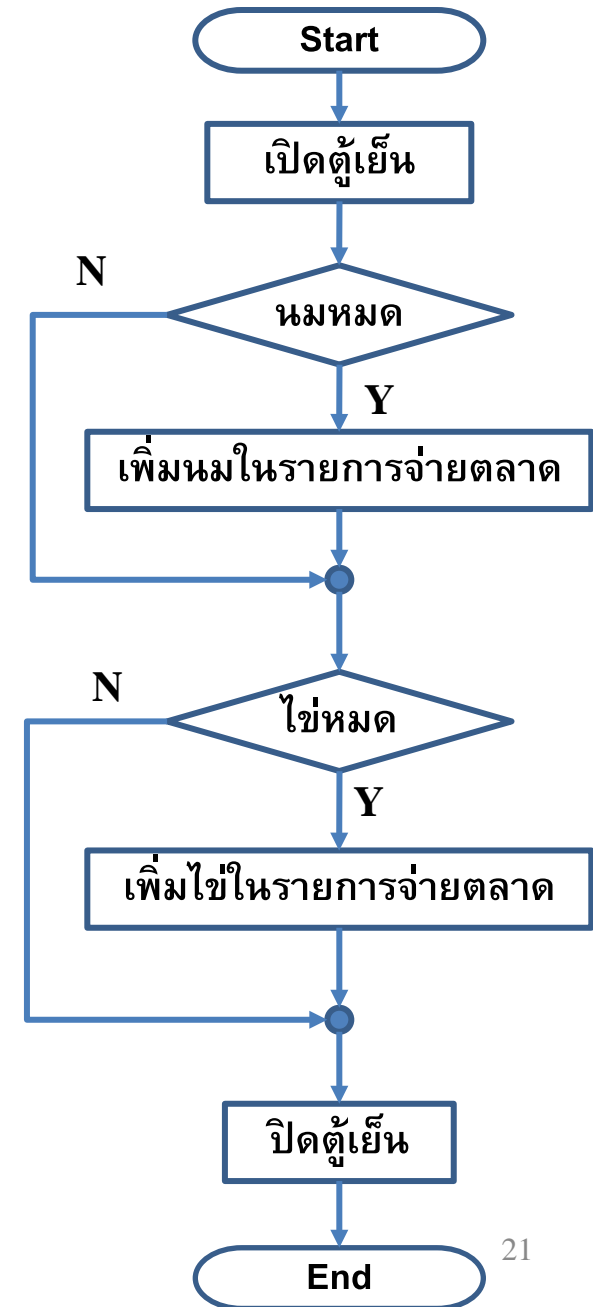 Start
เปิดตู้เย็น
N
นมหมด
Y
เพิ่มนมในรายการจ่ายตลาด
N
ไข่หมด
Y
เพิ่มไข่ในรายการจ่ายตลาด
ปิดตู้เย็น
21
End